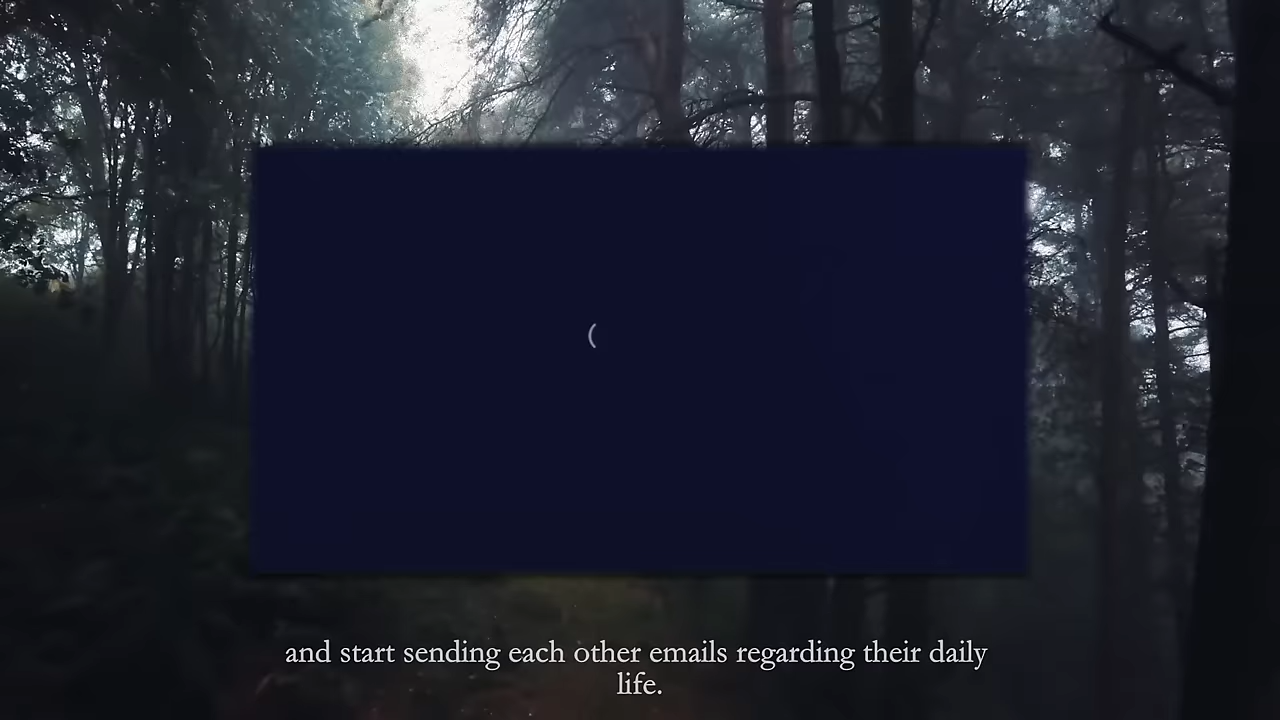 (
and start sending each other emails regarding their daily
life.